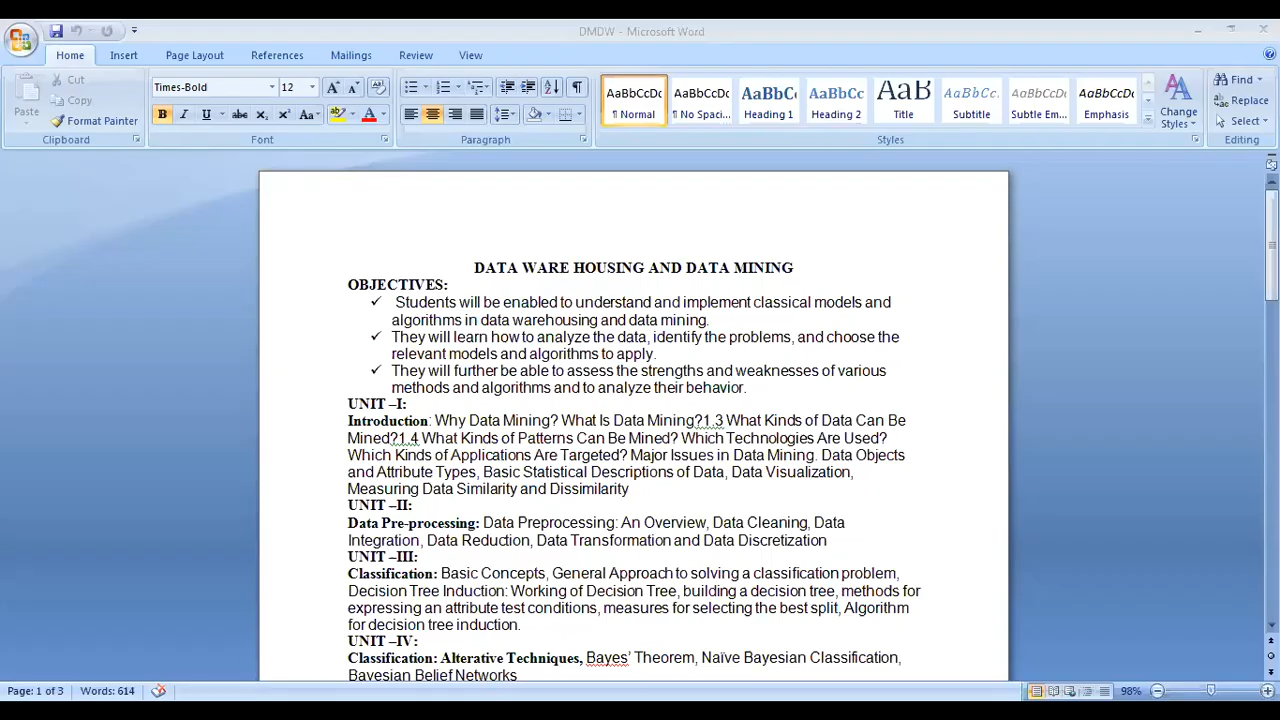 DMDW - Microsoft Word
Home Insert Page Layout References Mailings Review View
Cut
Copy
Paste
Format Painter
Clipboard
Times-Bold 12
Font
Paragraph
AaBbCcDc AaBbCcDc AaBbC AaBbCc AaB AaBbCc. AaBbCcDc AaBbCcDc
¶ Normal ¶ No Spaci... Heading 1 Heading 2 Title Subtitle Subtle Em... Emphasis
Change Styles
Styles
Find
Replace
Select
Editing
DATA WARE HOUSING AND DATA MINING
OBJECTIVES:
✓ Students will be enabled to understand and implement classical models and
algorithms in data warehousing and data mining.
✓ They will learn how to analyze the data, identify the problems, and choose the
relevant models and algorithms to apply.
✓ They will further be able to assess the strengths and weaknesses of various
methods and algorithms and to analyze their behavior.
UNIT –I:
Introduction: Why Data Mining? What Is Data Mining?1.3 What Kinds of Data Can Be
Mined?1.4 What Kinds of Patterns Can Be Mined? Which Technologies Are Used?
Which Kinds of Applications Are Targeted? Major Issues in Data Mining. Data Objects
and Attribute Types, Basic Statistical Descriptions of Data, Data Visualization,
Measuring Data Similarity and Dissimilarity
UNIT –II:
Data Pre-processing: Data Preprocessing: An Overview, Data Cleaning, Data
Integration, Data Reduction, Data Transformation and Data Discretization
UNIT –III:
Classification: Basic Concepts, General Approach to solving a classification problem,
Decision Tree Induction: Working of Decision Tree, building a decision tree, methods for
expressing an attribute test conditions, measures for selecting the best split, Algorithm
for decision tree induction.
UNIT –IV:
Classification: Alterative Techniques, Bayes’ Theorem, Naïve Bayesian Classification,
Bayesian Belief Networks
Page: 1 of 3 Words: 614 98%